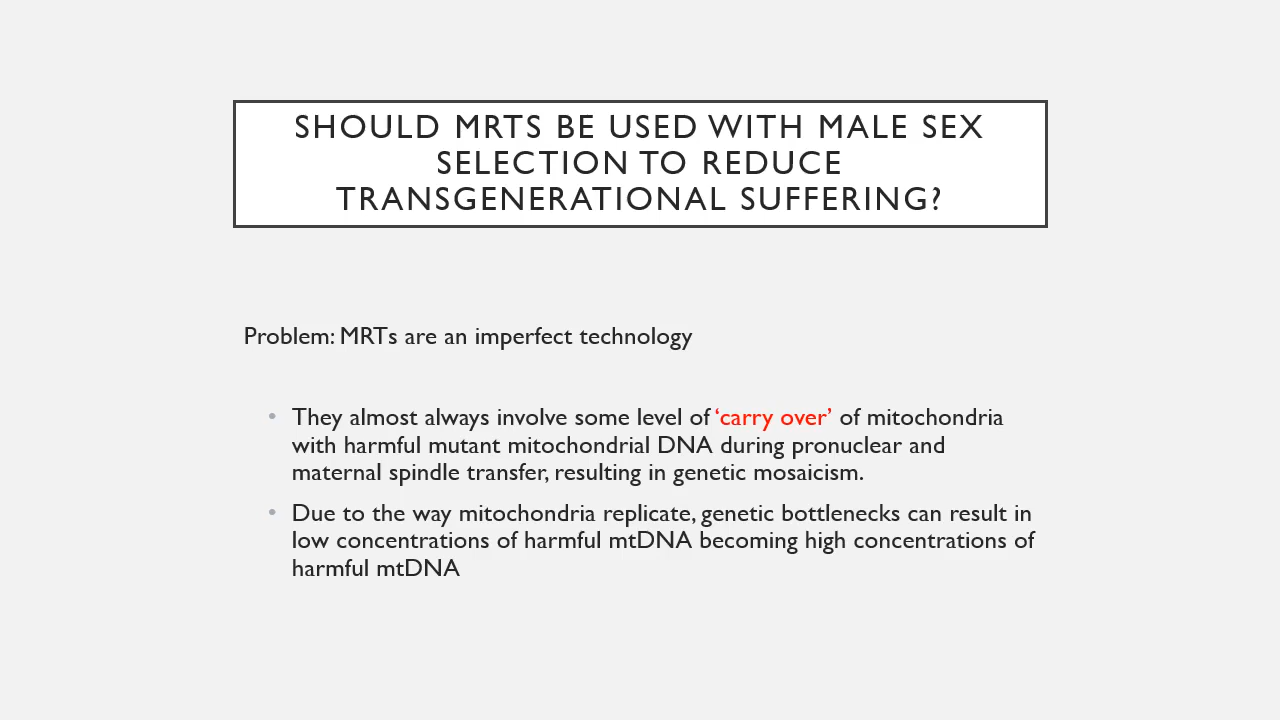 SHOULD MRTS BE USED WITH MALE SEX
SELECTION TO REDUCE
TRANSGENERATIONAL SUFFERING?
Problem: MRTs are an imperfect technology
• They almost always involve some level of ‘carry over’ of mitochondria
with harmful mutant mitochondrial DNA during pronuclear and
maternal spindle transfer, resulting in genetic mosaicism.
• Due to the way mitochondria replicate, genetic bottlenecks can result in
low concentrations of harmful mtDNA becoming high concentrations of
harmful mtDNA